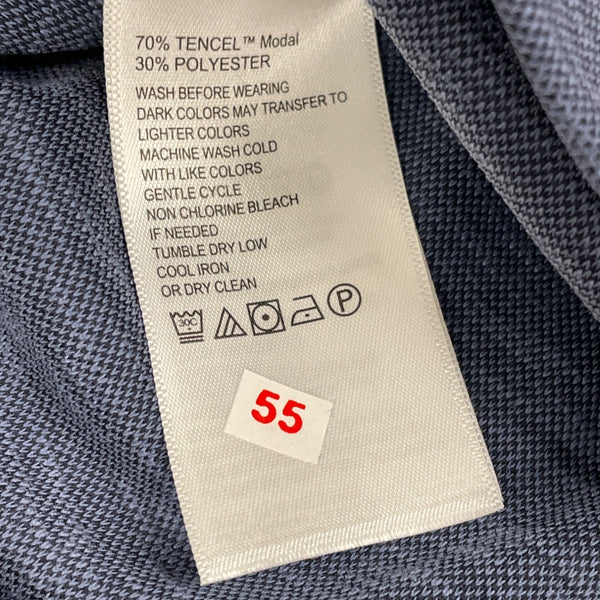 70% TENCEL™ Modal
30% POLYESTER
WASH BEFORE WEARING
DARK COLORS MAY TRANSFER TO
LIGHTER COLORS
MACHINE WASH COLD
WITH LIKE COLORS
GENTLE CYCLE
NON CHLORINE BLEACH
IF NEEDED
TUMBLE DRY LOW
COOL IRON
OR DRY CLEAN
30C P
55